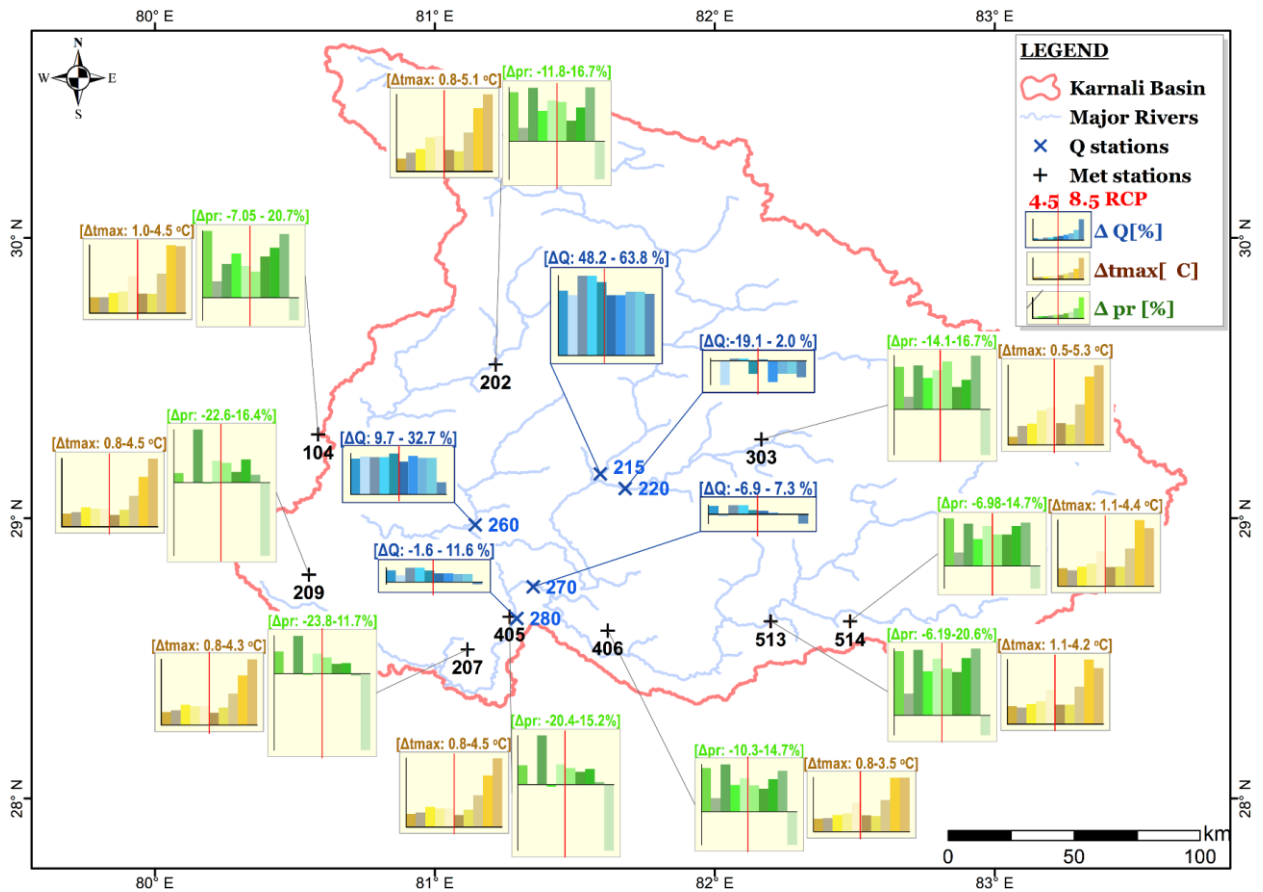 80° E
81° E
82° E
83° E
N
W
E
S
LEGEND
Karnali Basin
Major Rivers
Q stations
Met stations
4.5 8.5 RCP
Δ Q[%]
Δtmax[ C]
Δ pr [%]
[Δtmax: 0.8-5.1 °C]
[Δpr: -11.8-16.7%]
[Δpr: -7.05 - 20.7%]
[Δtmax: 1.0-4.5 °C]
30° N
30° N
[ΔQ: 48.2 - 63.8 %]
[ΔQ:-19.1 - 2.0 %]
[Δpr: -14.1-16.7%]
[Δtmax: 0.5-5.3 °C]
202
[Δpr: -22.6-16.4%]
[Δtmax: 0.8-4.5 °C]
104
[ΔQ: 9.7 - 32.7 %]
303
215
220
[ΔQ: -6.9 - 7.3 %]
[Δpr: -6.98-14.7%]
[Δtmax: 1.1-4.4 °C]
29° N
29° N
260
[ΔQ: -1.6 - 11.6 %]
209
270
280
405
406
513
514
[Δpr: -23.8-11.7%]
[Δtmax: 0.8-4.3 °C]
207
[Δpr: -6.19-20.6%]
[Δtmax: 1.1-4.2 °C]
[Δpr: -20.4-15.2%]
[Δtmax: 0.8-4.5 °C]
[Δpr: -10.3-14.7%]
[Δtmax: 0.8-3.5 °C]
28° N
28° N
km
0
50
100
80° E
81° E
82° E
83° E